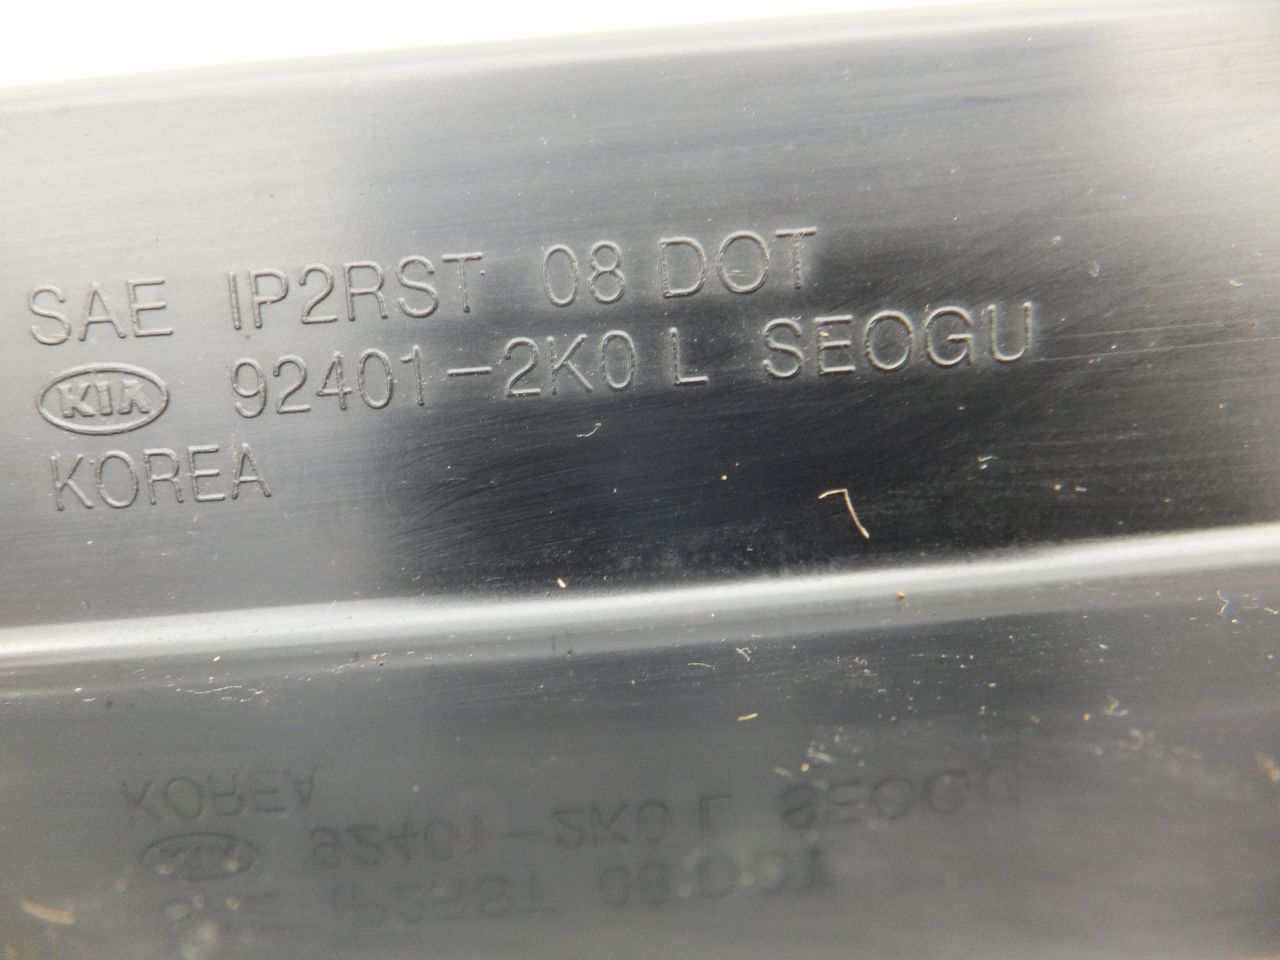 SAE IP2RST 08 DOT
KIA 92401-2K0 L SEOGU
KOREA